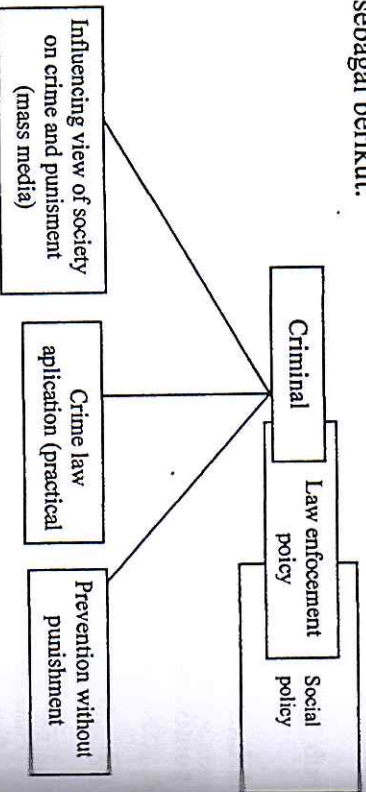 sebagai berikut.
Criminal
Law enfocement
poicy
Social
policy
Influencing view of society
on crime and punisment
(mass media)
Crime law
aplication (practical
Prevention without
punishment